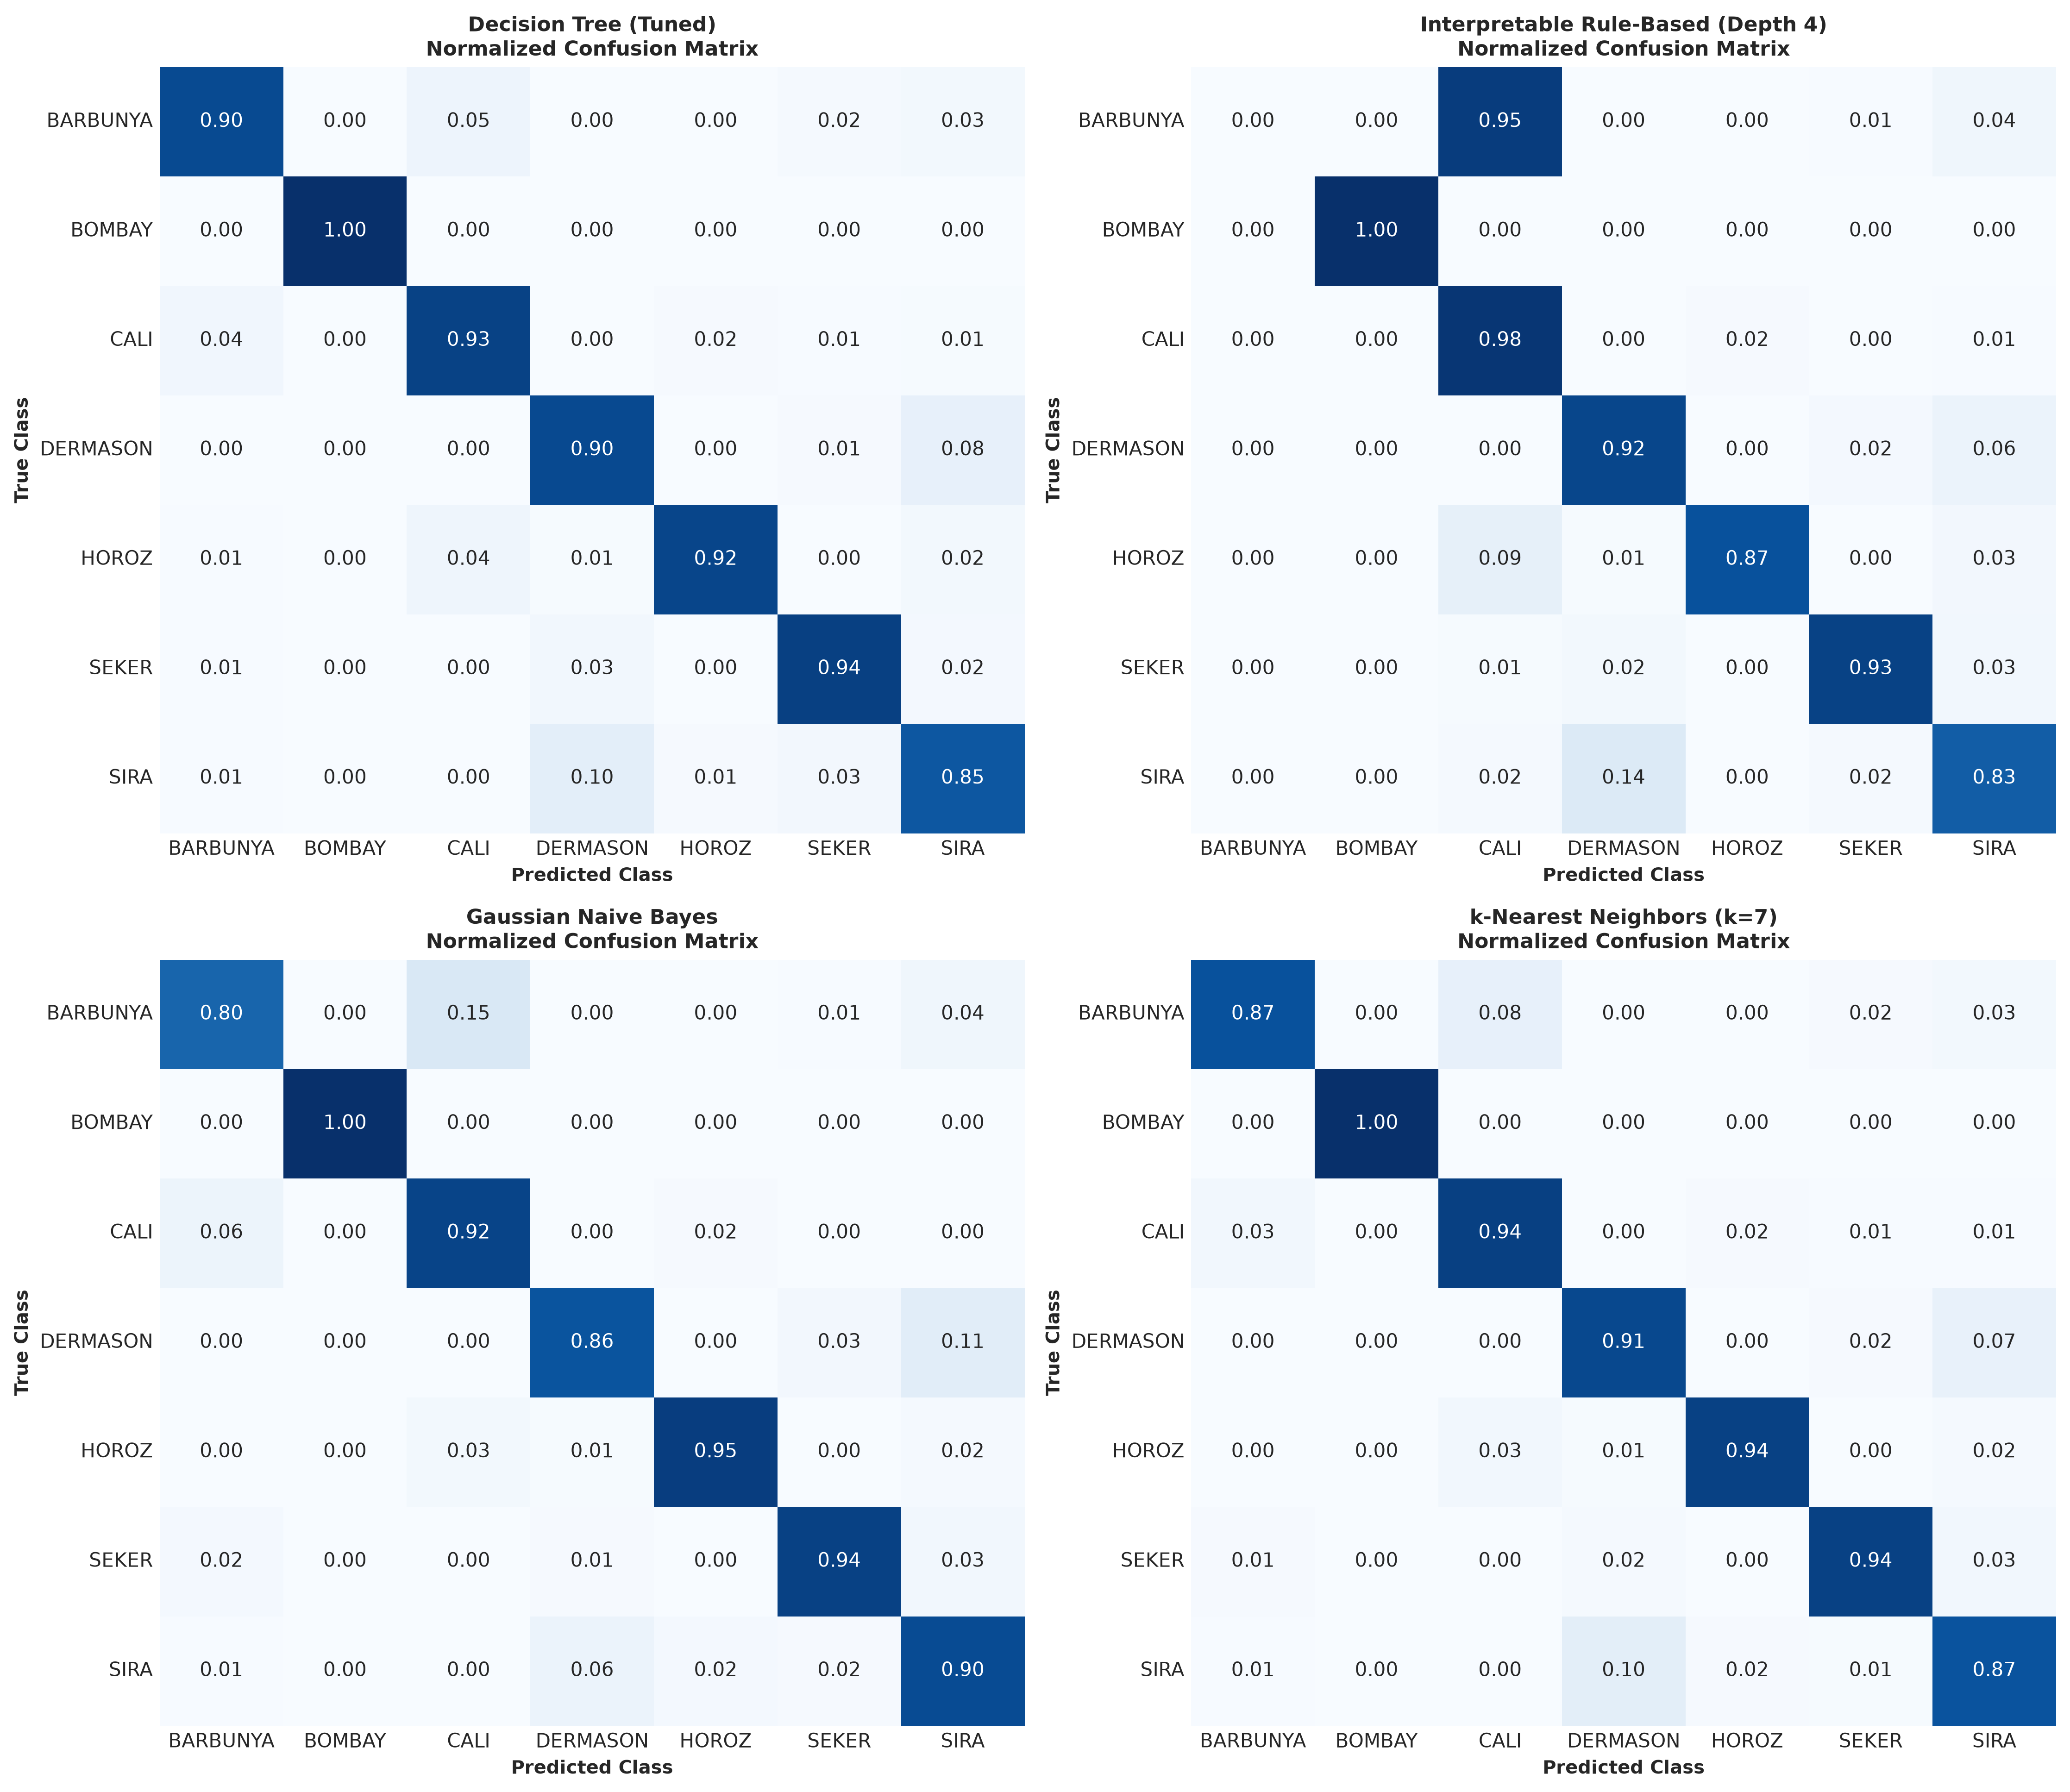 Decision Tree (Tuned)
Normalized Confusion Matrix
True Class
BARBUNYA 0.90 0.00 0.05 0.00 0.00 0.02 0.03
BOMBAY 0.00 1.00 0.00 0.00 0.00 0.00 0.00
CALI 0.04 0.00 0.93 0.00 0.02 0.01 0.01
DERMASON 0.00 0.00 0.00 0.90 0.00 0.01 0.08
HOROZ 0.01 0.00 0.04 0.01 0.92 0.00 0.02
SEKER 0.01 0.00 0.00 0.03 0.00 0.94 0.02
SIRA 0.01 0.00 0.00 0.10 0.01 0.03 0.85
BARBUNYA BOMBAY CALI DERMASON HOROZ SEKER SIRA
Predicted Class
Interpretable Rule-Based (Depth 4)
Normalized Confusion Matrix
True Class
BARBUNYA 0.00 0.00 0.95 0.00 0.00 0.01 0.04
BOMBAY 0.00 1.00 0.00 0.00 0.00 0.00 0.00
CALI 0.00 0.00 0.98 0.00 0.02 0.00 0.01
DERMASON 0.00 0.00 0.00 0.92 0.00 0.02 0.06
HOROZ 0.00 0.00 0.09 0.01 0.87 0.00 0.03
SEKER 0.00 0.00 0.01 0.02 0.00 0.93 0.03
SIRA 0.00 0.00 0.02 0.14 0.00 0.02 0.83
BARBUNYA BOMBAY CALI DERMASON HOROZ SEKER SIRA
Predicted Class
Gaussian Naive Bayes
Normalized Confusion Matrix
True Class
BARBUNYA 0.80 0.00 0.15 0.00 0.00 0.01 0.04
BOMBAY 0.00 1.00 0.00 0.00 0.00 0.00 0.00
CALI 0.06 0.00 0.92 0.00 0.02 0.00 0.00
DERMASON 0.00 0.00 0.00 0.86 0.00 0.03 0.11
HOROZ 0.00 0.00 0.03 0.01 0.95 0.00 0.02
SEKER 0.02 0.00 0.00 0.01 0.00 0.94 0.03
SIRA 0.01 0.00 0.00 0.06 0.02 0.02 0.90
BARBUNYA BOMBAY CALI DERMASON HOROZ SEKER SIRA
Predicted Class
k-Nearest Neighbors (k=7)
Normalized Confusion Matrix
True Class
BARBUNYA 0.87 0.00 0.08 0.00 0.00 0.02 0.03
BOMBAY 0.00 1.00 0.00 0.00 0.00 0.00 0.00
CALI 0.03 0.00 0.94 0.00 0.02 0.01 0.01
DERMASON 0.00 0.00 0.00 0.91 0.00 0.02 0.07
HOROZ 0.00 0.00 0.03 0.01 0.94 0.00 0.02
SEKER 0.01 0.00 0.00 0.02 0.00 0.94 0.03
SIRA 0.01 0.00 0.00 0.10 0.02 0.01 0.87
BARBUNYA BOMBAY CALI DERMASON HOROZ SEKER SIRA
Predicted Class